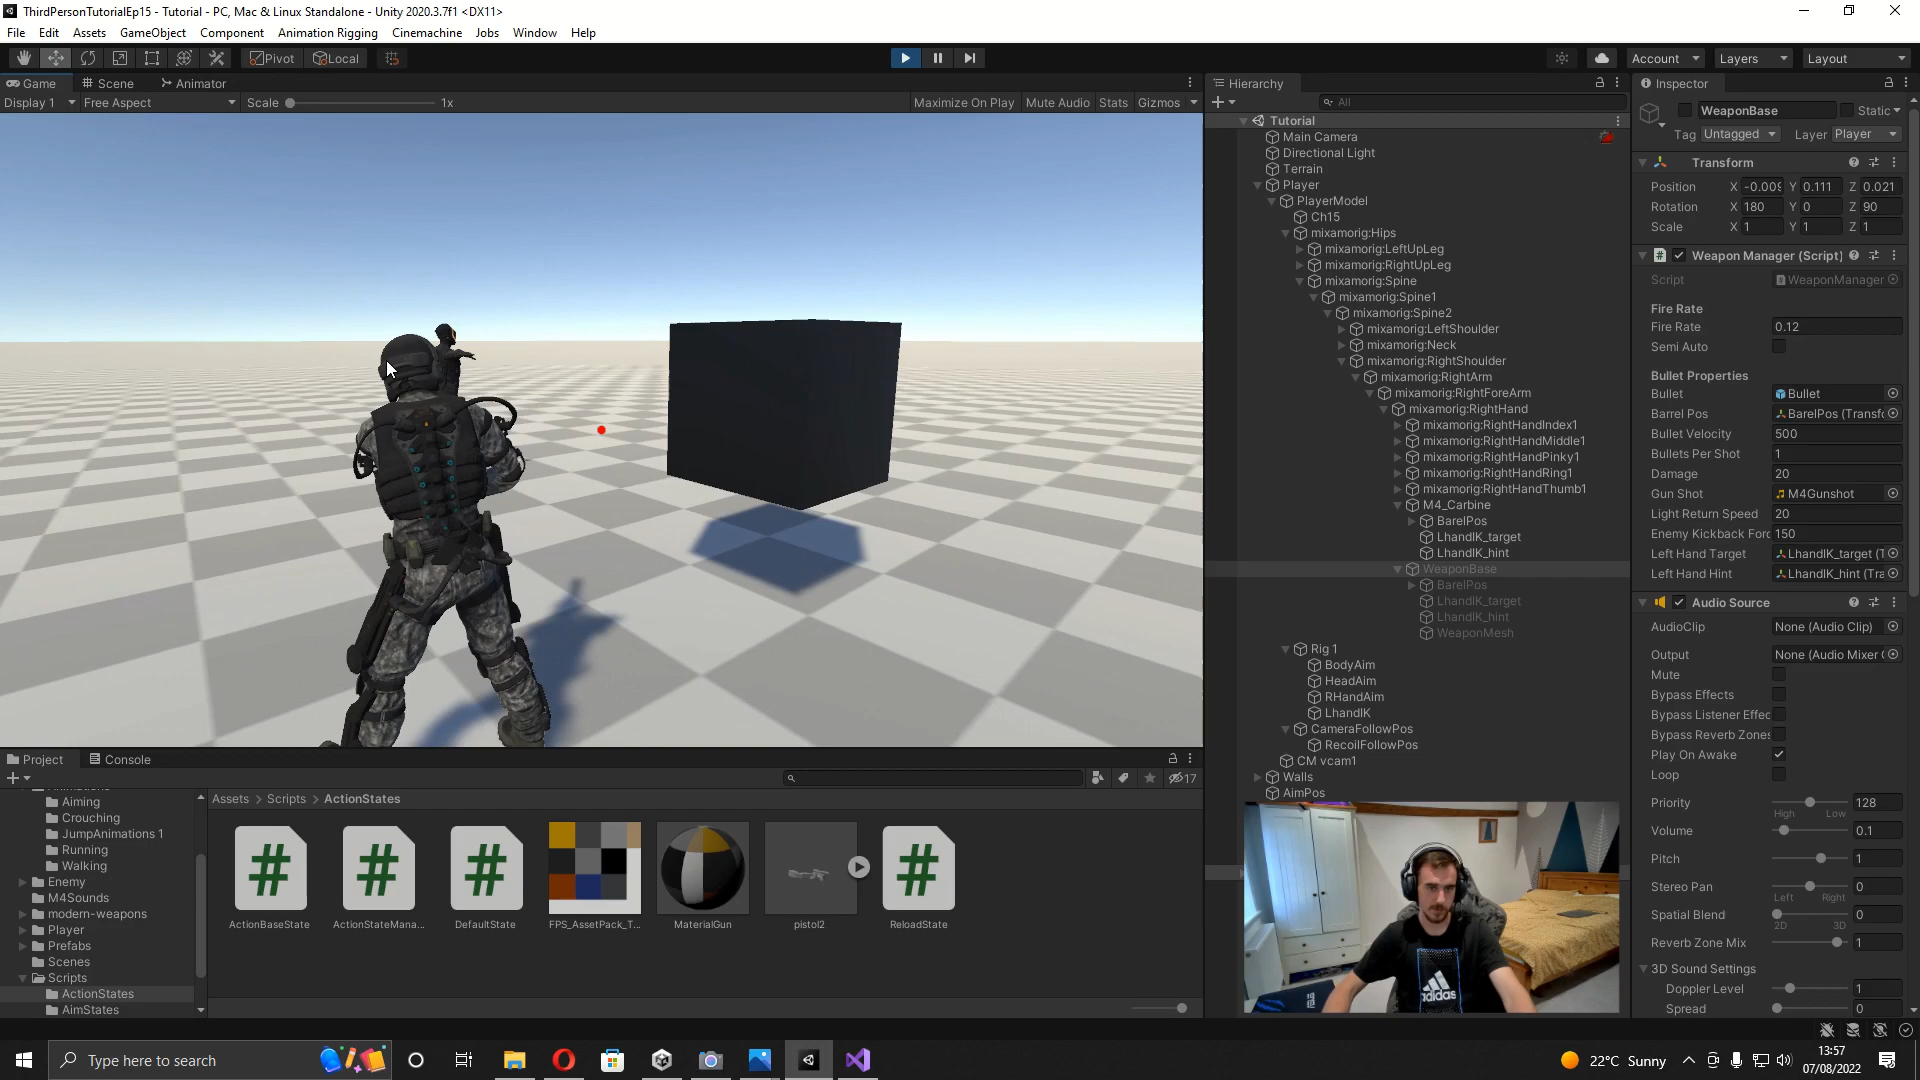 ThirdPersonTutorialEp15 - Tutorial - PC, Mac & Linux Standalone - Unity 2020.3.7f1 <DX11>
File Edit Assets GameObject Component Animation Rigging Cinemachine Jobs Window Help
Pivot Local Account Layers Layout
Game Scene Animator
Display 1 Free Aspect Scale 1x Maximize On Play Mute Audio Stats Gizmos
Hierarchy
All
Tutorial
Main Camera
Directional Light
Terrain
Player
PlayerModel
Ch15
mixamorig:Hips
mixamorig:LeftUpLeg
mixamorig:RightUpLeg
mixamorig:Spine
mixamorig:Spine1
mixamorig:Spine2
mixamorig:LeftShoulder
mixamorig:Neck
mixamorig:RightShoulder
mixamorig:RightArm
mixamorig:RightForeArm
mixamorig:RightHand
mixamorig:RightHandIndex1
mixamorig:RightHandMiddle1
mixamorig:RightHandPinky1
mixamorig:RightHandRing1
mixamorig:RightHandThumb1
M4_Carbine
BarelPos
LhandIK_target
LhandIK_hint
WeaponBase
BarelPos
LhandIK_target
LhandIK_hint
WeaponMesh
Rig 1
BodyAim
HeadAim
RHandAim
LhandIK
CameraFollowPos
RecoilFollowPos
CM vcam1
Walls
AimPos
adidas
Inspector
WeaponBase Static
Tag Untagged Layer Player
Transform
Position X -0.009 Y 0.111 Z 0.021
Rotation X 180 Y 0 Z 90
Scale X 1 Y 1 Z 1
Weapon Manager (Script)
Script WeaponManager
Fire Rate
Fire Rate 0.12
Semi Auto
Bullet Properties
Bullet Bullet
Barrel Pos BarelPos (Transfo
Bullet Velocity 500
Bullets Per Shot 1
Damage 20
Gun Shot M4Gunshot
Light Return Speed 20
Enemy Kickback Forc 150
Left Hand Target LhandIK_target (T
Left Hand Hint LhandIK_hint (Tra
Audio Source
AudioClip None (Audio Clip)
Output None (Audio Mixer G
Mute
Bypass Effects
Bypass Listener Effec
Bypass Reverb Zones
Play On Awake
Loop
Priority 128
High Low
Volume 0.1
Pitch 1
Stereo Pan 0
Left Right
Spatial Blend 0
2D 3D
Reverb Zone Mix 1
3D Sound Settings
Doppler Level 1
Spread 0
Project Console
17
Aiming
Crouching
JumpAnimations 1
Running
Walking
Enemy
M4Sounds
modern-weapons
Player
Prefabs
Scenes
Scripts
ActionStates
AimStates
Assets > Scripts > ActionStates
ActionBaseState ActionStateMana... DefaultState FPS_AssetPack_T... MaterialGun pistol2 ReloadState
Type here to search
22°C Sunny
13:57
07/08/2022